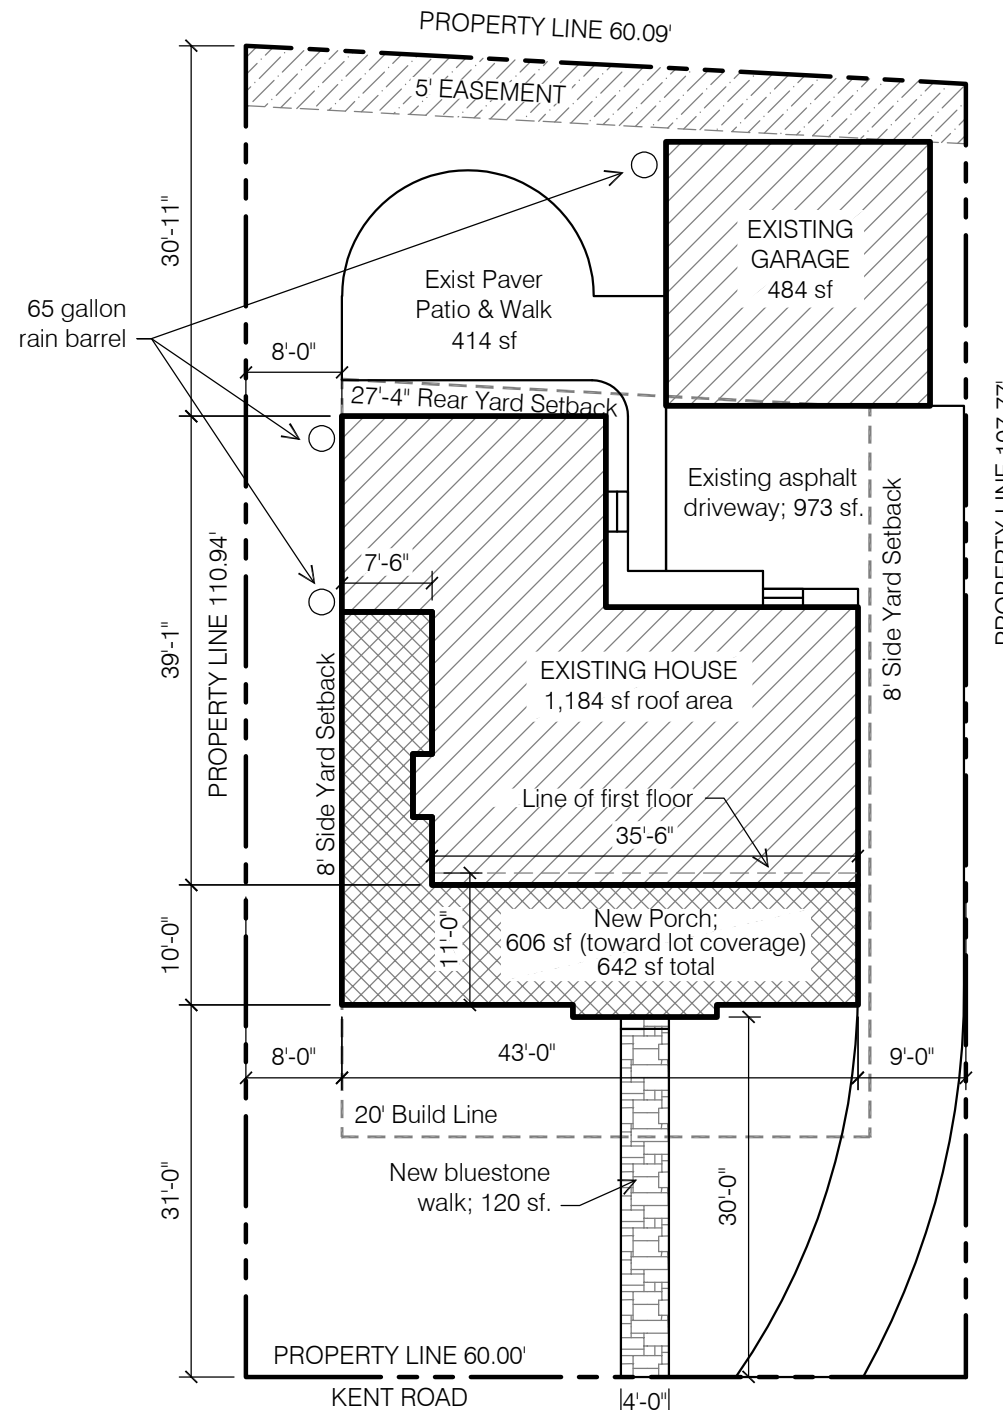 PROPERTY LINE 60.09'
5' EASEMENT
30'-11"
EXISTING
GARAGE
484 sf
Exist Paver
Patio & Walk
414 sf
65 gallon
rain barrel
8'-0"
27'-4" Rear Yard Setback
PROPERTY LINE 107.77'
Existing asphalt
driveway; 973 sf.
8' Side Yard Setback
7'-6"
PROPERTY LINE 110.94'
39'-1"
EXISTING HOUSE
1,184 sf roof area
8' Side Yard Setback
Line of first floor
35'-6"
10'-0"
11'-0"
New Porch;
606 sf (toward lot coverage)
642 sf total
8'-0"
43'-0"
9'-0"
20' Build Line
New bluestone
walk; 120 sf.
31'-0"
30'-0"
PROPERTY LINE 60.00'
KENT ROAD
4'-0"